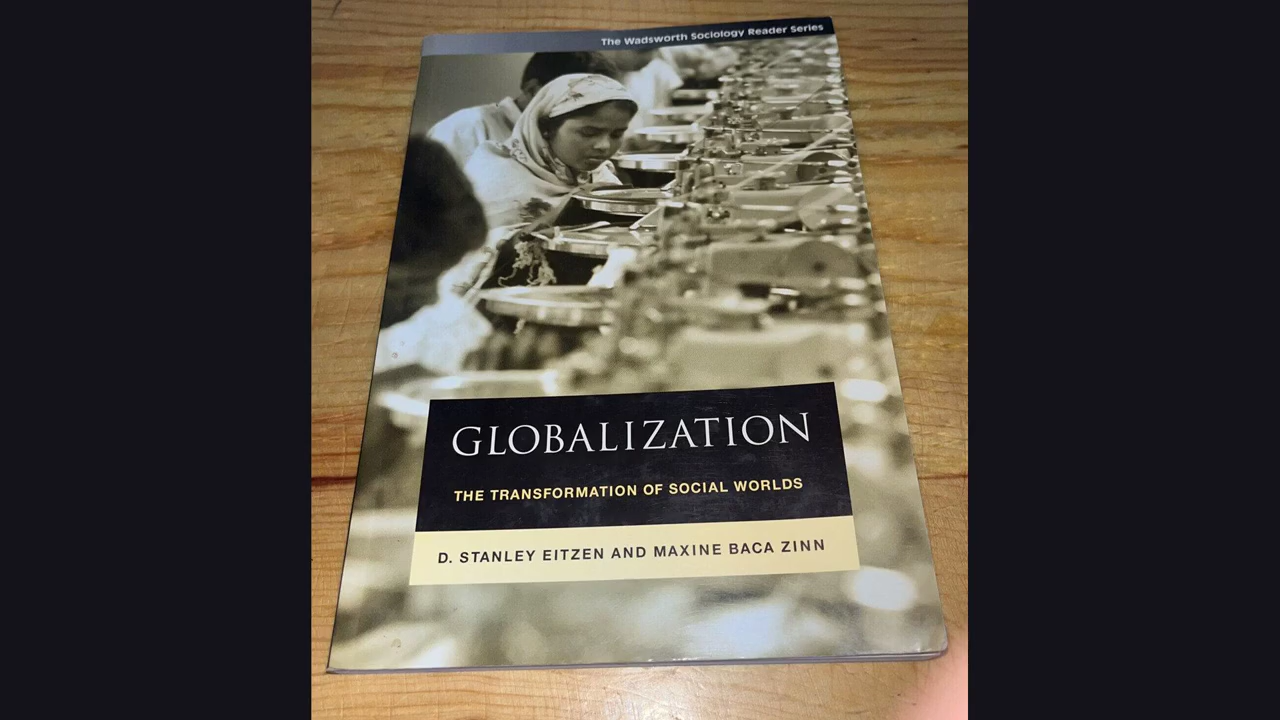 The Wadsworth Sociology Reader Series
GLOBALIZATION
THE TRANSFORMATION OF SOCIAL WORLDS
D. STANLEY EITZEN AND MAXINE BACA ZINN